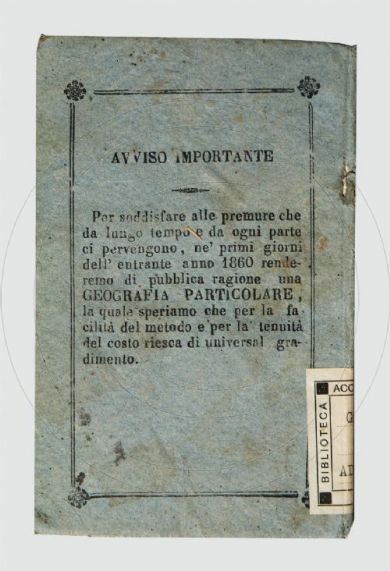 AVVISO IMPORTANTE
Per soddisfare alle premure che
da lungo tempo e da ogni parte
ci pervengono, ne' primi giorni
dell' entrante anno 1860 rende-
remo di pubblica ragione una
GEOGRAFIA PARTICOLARE,
la quale speriamo che per la fa-
cilità del metodo e per la tenuità
del costo riesca di universal gra-
dimento.
BIBLIOTECA
ACC
G
AD